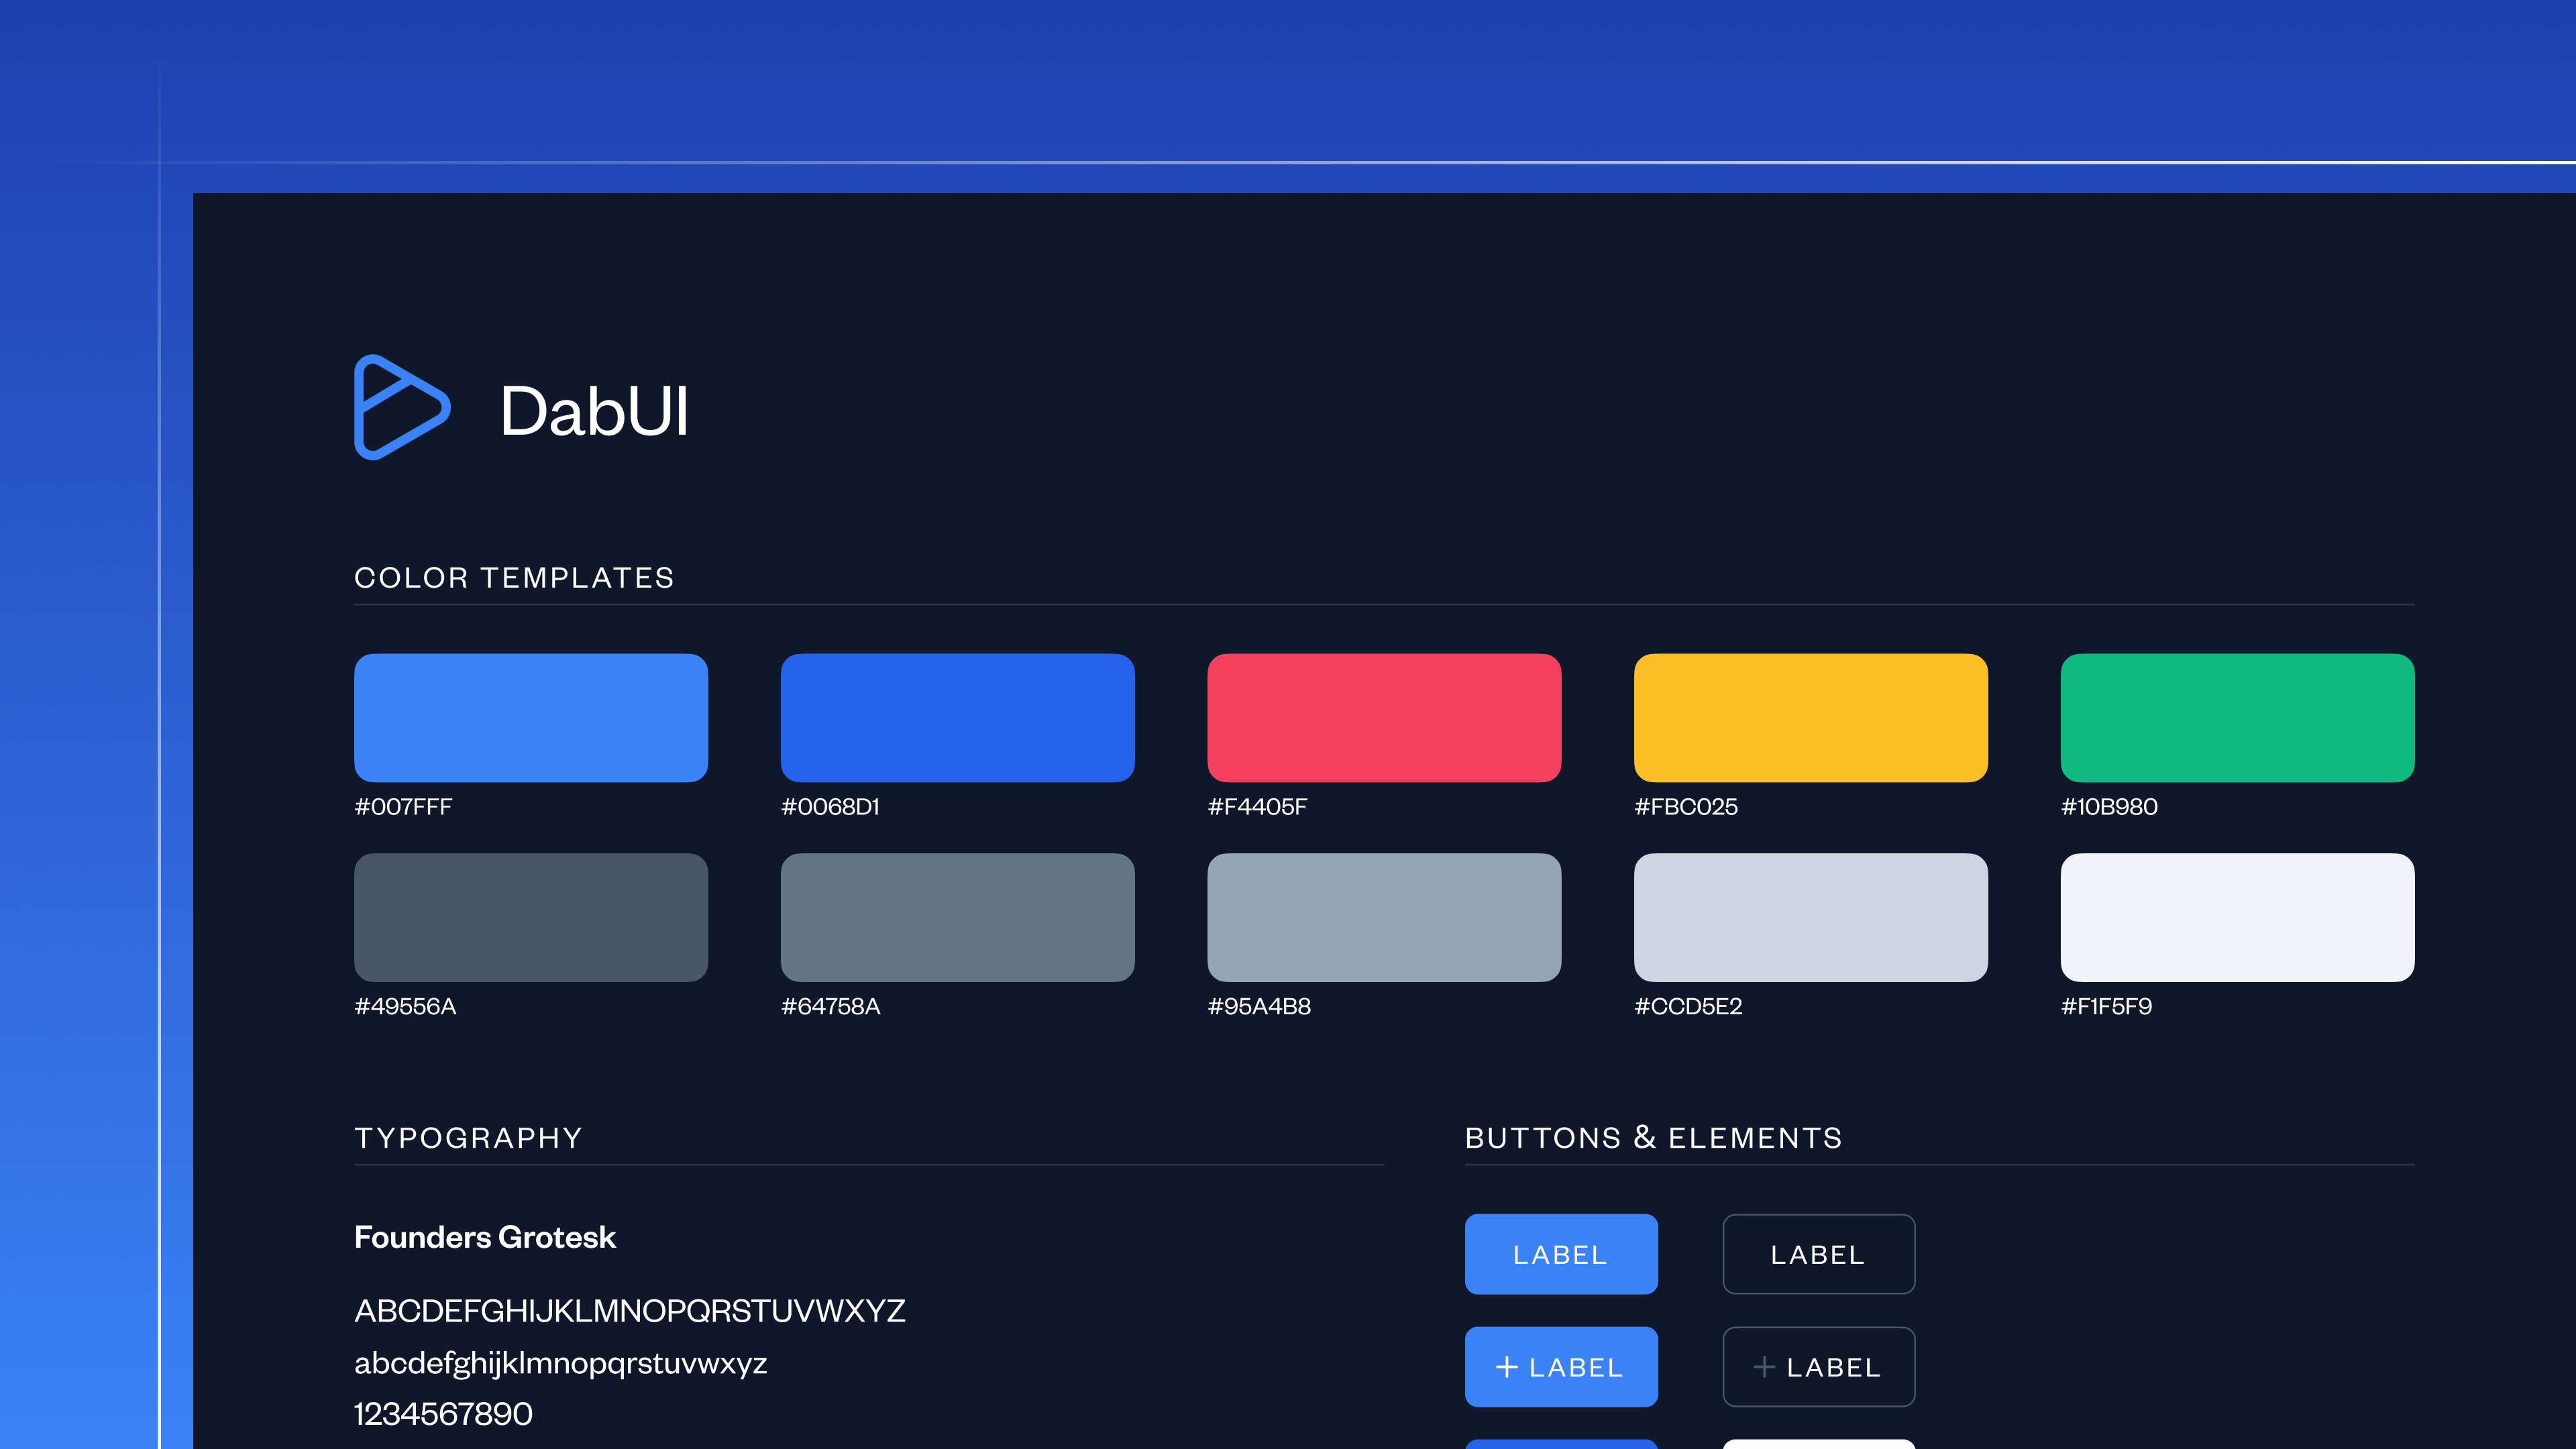 DabUI
COLOR TEMPLATES
#007FFF #0068D1 #F4405F #FBC025 #10B980
#49556A #64758A #95A4B8 #CCD5E2 #F1F5F9
TYPOGRAPHY
Founders Grotesk
ABCDEFGHIJKLMNOPQRSTUVWXYZ
abcdefghijklmnopqrstuvwxyz
1234567890
BUTTONS & ELEMENTS
LABEL LABEL
+ LABEL + LABEL